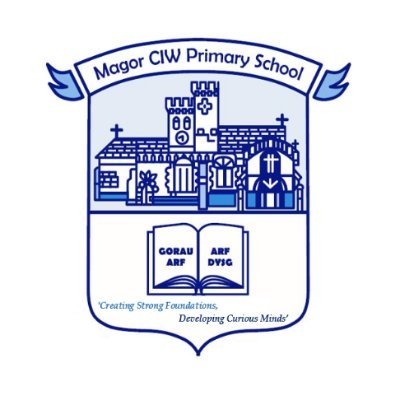 Magor CIW Primary School
GORAU
ARF
ARF
DYSG
'Creating Strong Foundations,
Developing Curious Minds'